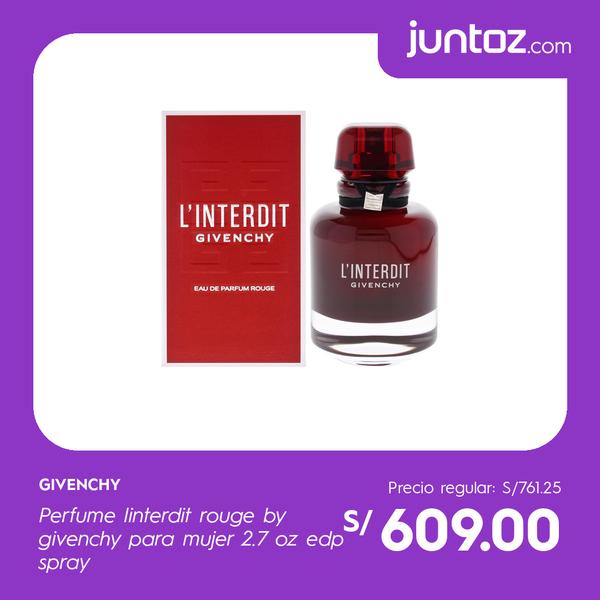 juntoz.com
L'INTERDIT
GIVENCHY
EAU DE PARFUM ROUGE
L'INTERDIT
GIVENCHY
GIVENCHY
Perfume linterdit rouge by
givenchy para mujer 2.7 oz edp
spray
Precio regular: S/761.25
S/ 609.00